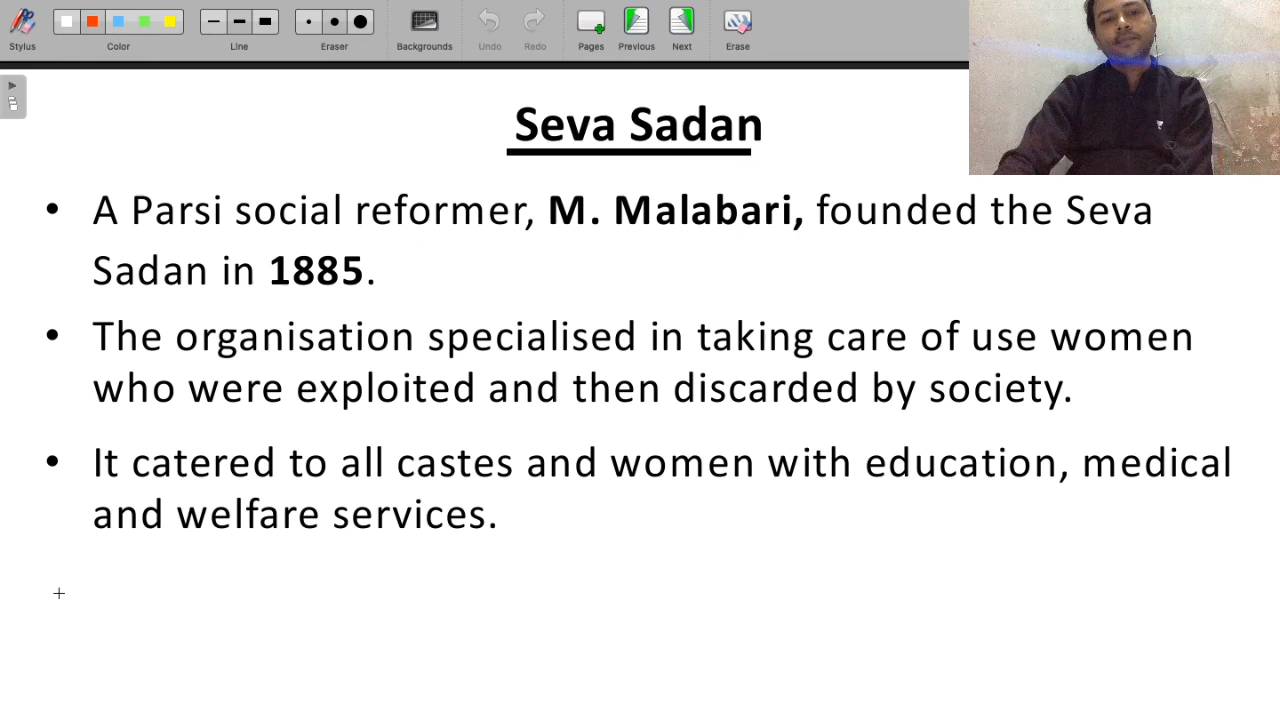 Stylus Color Line Eraser Backgrounds Undo Redo Pages Previous Next Erase
Seva Sadan
• A Parsi social reformer, M. Malabari, founded the Seva
Sadan in 1885.
• The organisation specialised in taking care of use women
who were exploited and then discarded by society.
• It catered to all castes and women with education, medical
and welfare services.